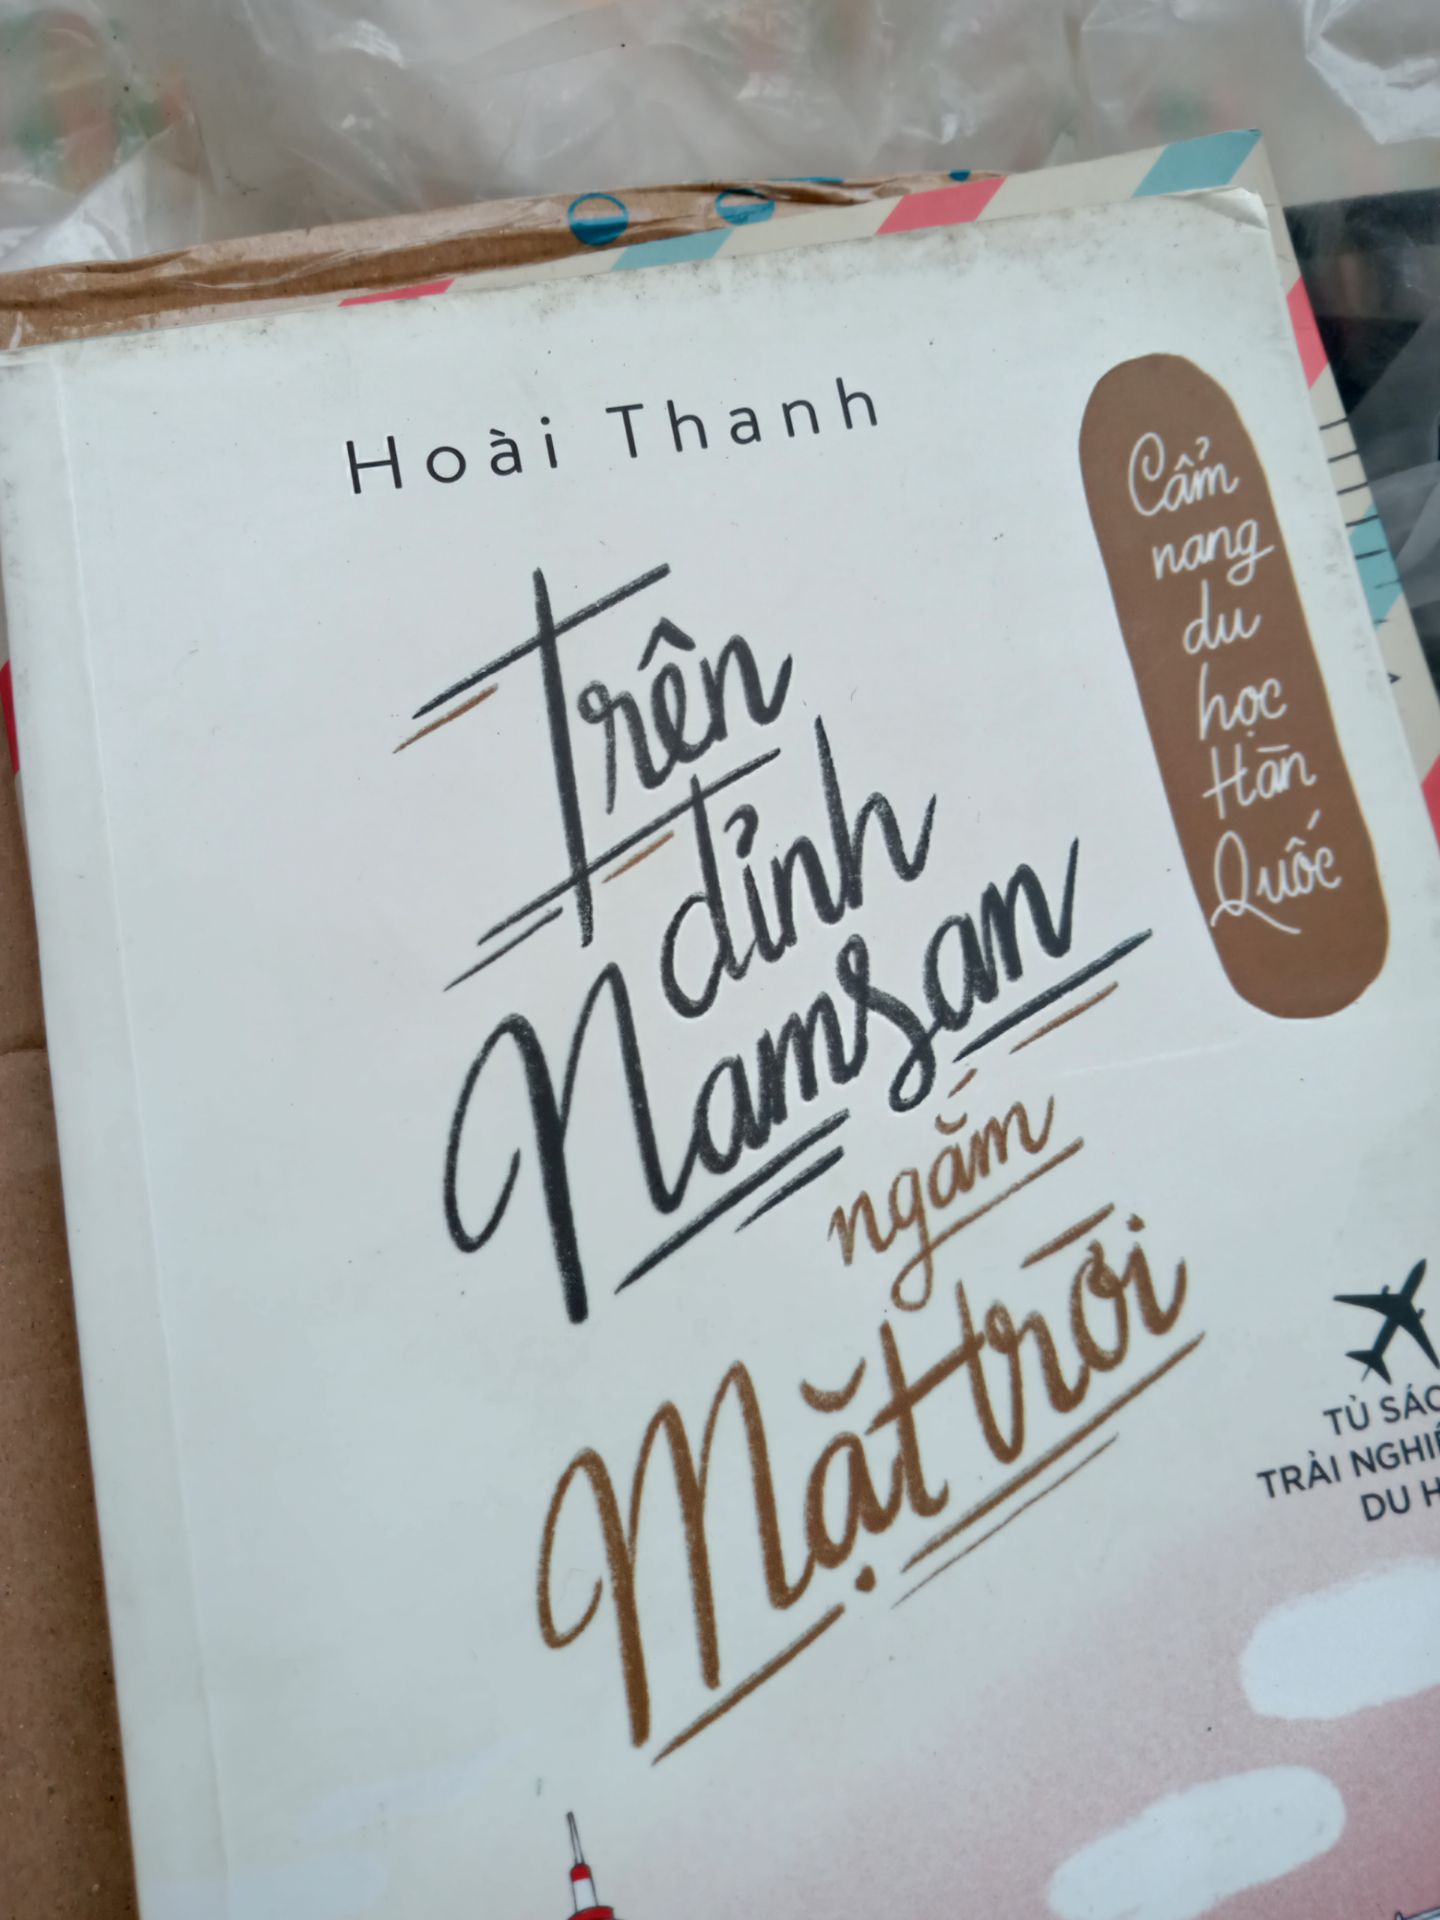 Hoài Thanh
Trên
đỉnh
Namsan
ngắm
Mặt trời
Cẩm
nang
du
học
Hàn
Quốc
TỦ SÁC
TRẢI NGHIỆ
DU H